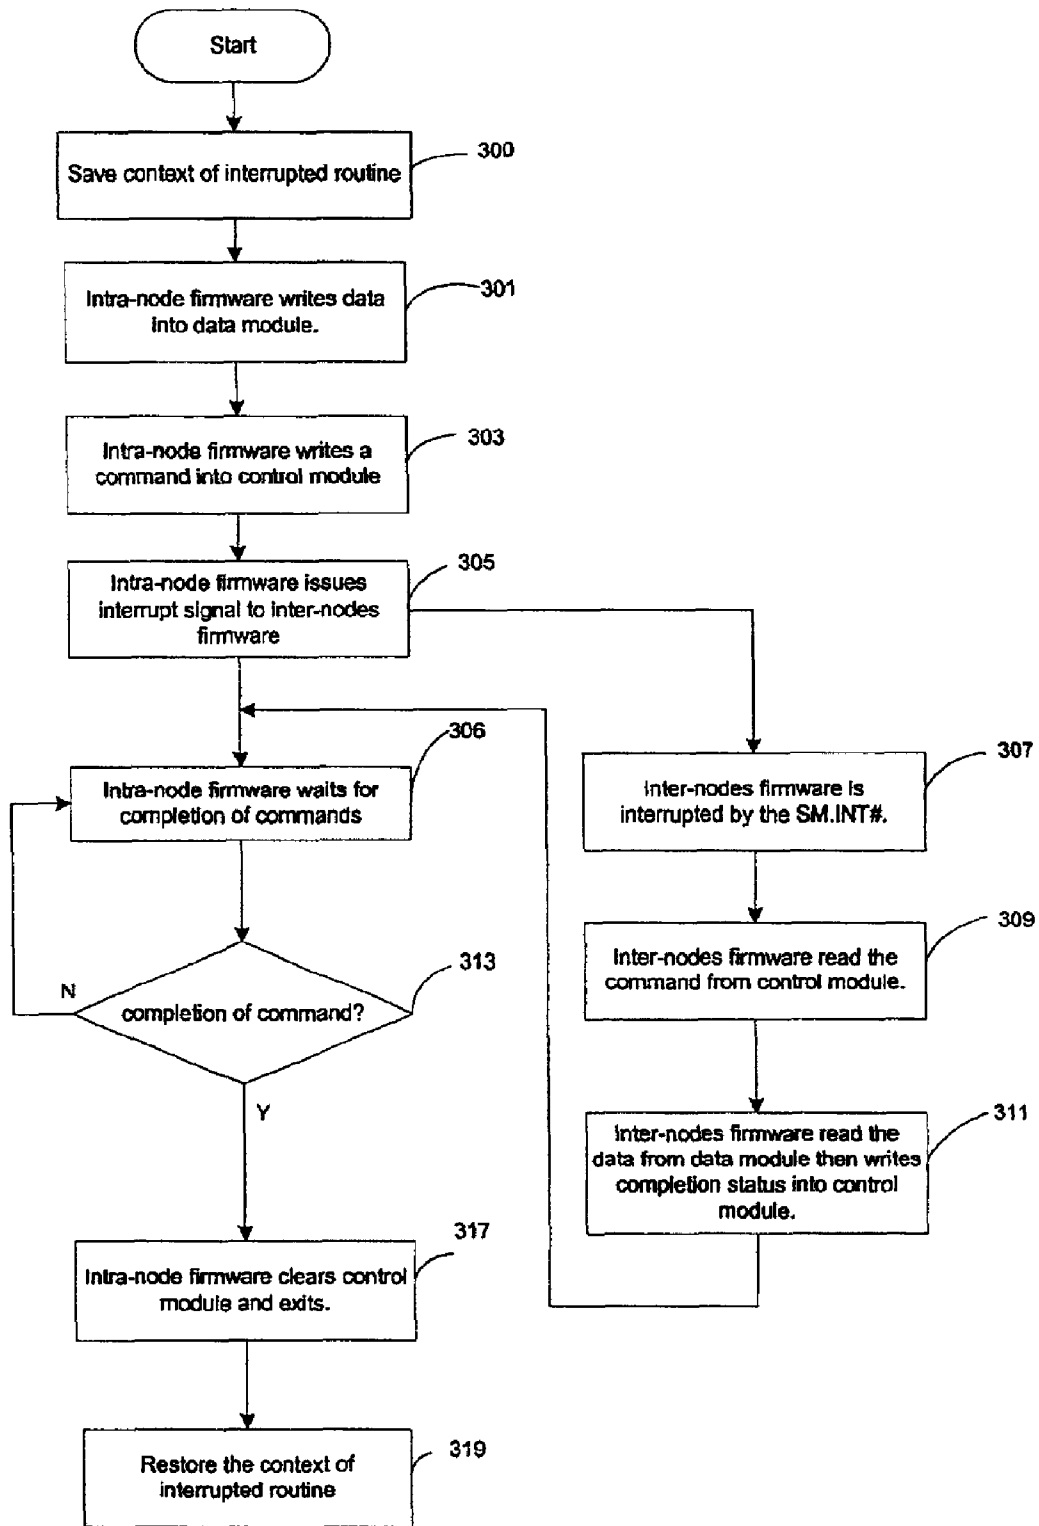 Start
Save context of interrupted routine
300
Intra-node firmware writes data
into data module.
301
Intra-node firmware writes a
command into control module
303
Intra-node firmware issues
interrupt signal to inter-nodes
firmware
305
306
Intra-node firmware waits for
completion of commands
307
Inter-nodes firmware is
interrupted by the SM.INT#.
309
Inter-nodes firmware read the
command from control module.
313
N
completion of command?
Y
311
Inter-nodes firmware read the
data from data module then writes
completion status into control
module.
317
Intra-node firmware clears control
module and exits.
319
Restore the context of
interrupted routine